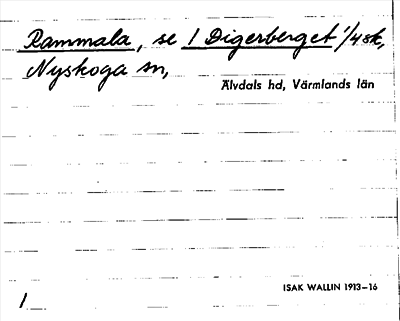 Rammala, se 1 Digerberget 1/4 sk,
Nyskoga sn,
Älvdals hd, Värmlands län
ISAK WALLIN 1913-16
1